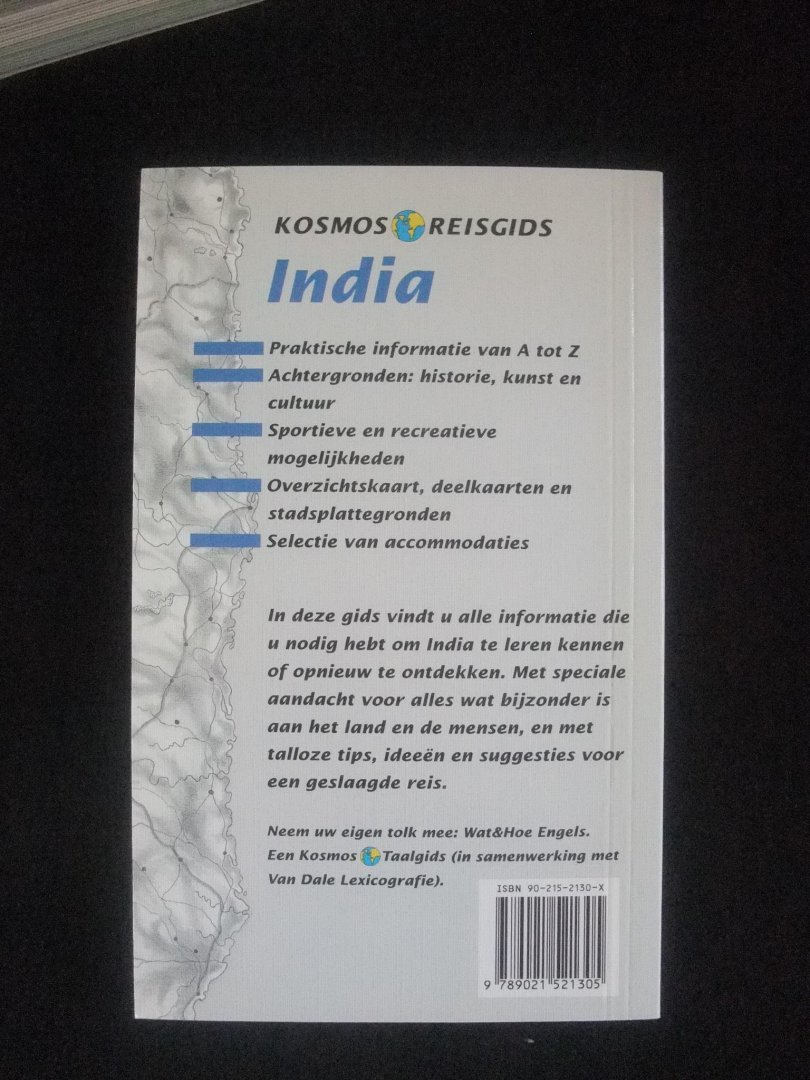 KOSMOS REISGIDS
India
Praktische informatie van A tot Z
Achtergronden: historie, kunst en
cultuur
Sportieve en recreatieve
mogelijkheden
Overzichtskaart, deelkaarten en
stadsplattegronden
Selectie van accommodaties
In deze gids vindt u alle informatie die
u nodig hebt om India te leren kennen
of opnieuw te ontdekken. Met speciale
aandacht voor alles wat bijzonder is
aan het land en de mensen, en met
talloze tips, ideeën en suggesties voor
een geslaagde reis.
Neem uw eigen tolk mee: Wat&Hoe Engels.
Een Kosmos Taalgids (in samenwerking met
Van Dale Lexicografie).
ISBN 90-215-2130-X
9 789021 521305